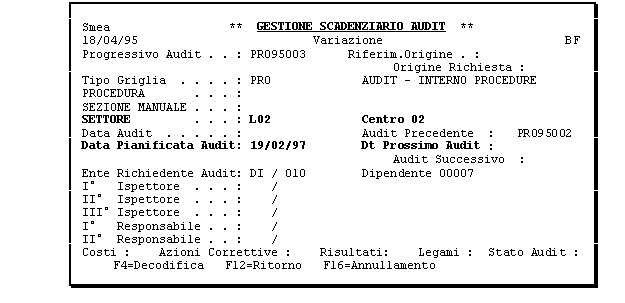 Smea ** GESTIONE SCADENZIARIO AUDIT **
18/04/95 Variazione BF
Progressivo Audit . . : PR095003 Riferim.Origine . :
Origine Richiesta :
Tipo Griglia . . . . : PRO AUDIT - INTERNO PROCEDURE
PROCEDURA . . . :
SEZIONE MANUALE . . . :
SETTORE . . . : L02 Centro 02
Data Audit . . . . . : Audit Precedente : PR095002
Data Pianificata Audit: 19/02/97 Dt Prossimo Audit :
Audit Successivo :
Ente Richiedente Audit: DI / 010 Dipendente 00007
I° Ispettore . . . : /
II° Ispettore . . . : /
III° Ispettore . . . : /
I° Responsabile . . : /
II° Responsabile . . : /
Costi : Azioni Correttive : Risultati: Legami : Stato Audit :
F4=Decodifica F12=Ritorno F16=Annullamento